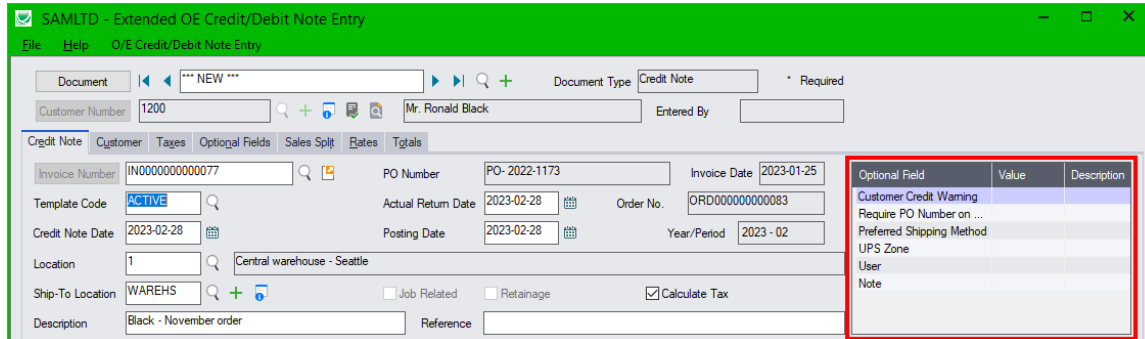 SAMLTD - Extended OE Credit/Debit Note Entry
File Help O/E Credit/Debit Note Entry
Document *** NEW *** Document Type Credit Note * Required
Customer Number 1200 Mr. Ronald Black Entered By
Credit Note Customer Taxes Optional Fields Sales Split Rates Totals
Invoice Number IN0000000000077 PO Number PO- 2022-1173 Invoice Date 2023-01-25
Template Code ACTIVE Actual Return Date 2023-02-28 Order No. ORD000000000083
Credit Note Date 2023-02-28 Posting Date 2023-02-28 Year/Period 2023 - 02
Location 1 Central warehouse - Seattle
Ship-To Location WAREHS Job Related Retainage Calculate Tax
Description Black - November order Reference
Optional Field Value Description
Customer Credit Warning
Require PO Number on ...
Preferred Shipping Method
UPS Zone
User
Note